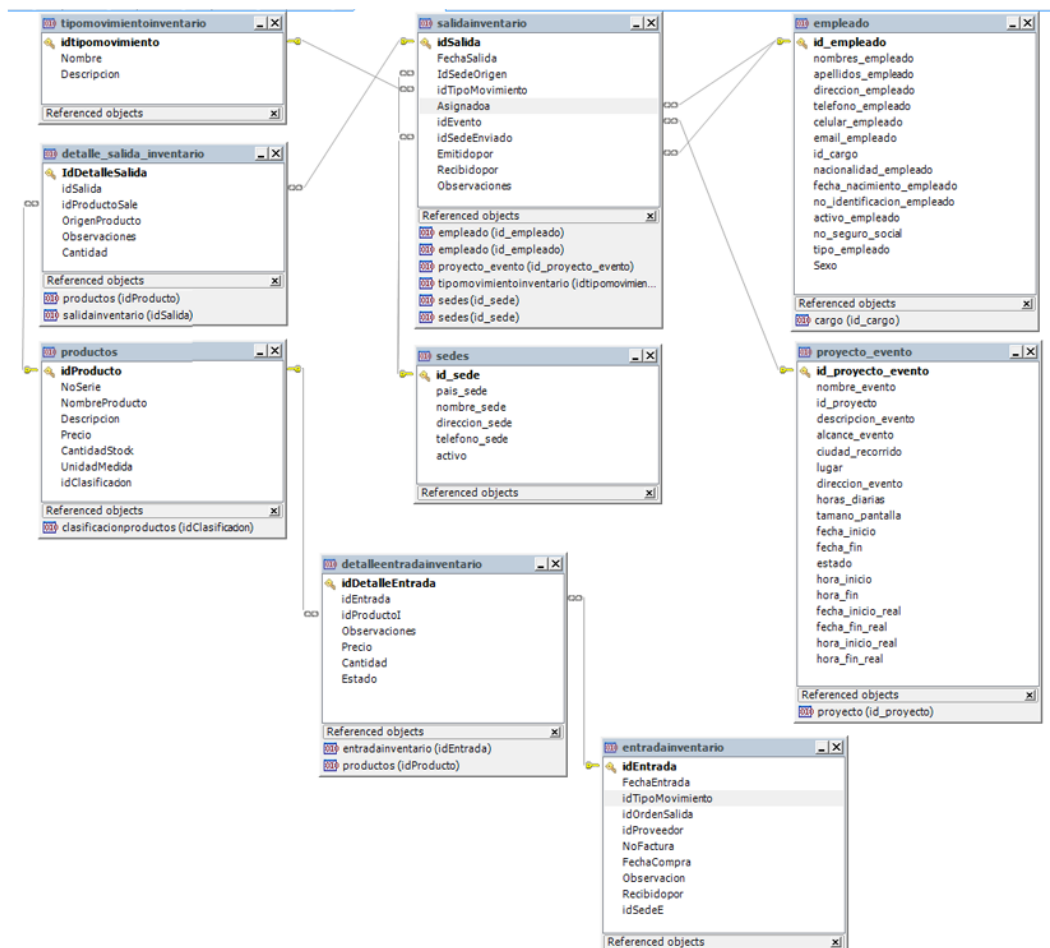 tipomovimientoinventario
idtipomovimiento
Nombre
Descripcion
Referenced objects
salidainventario
idSalida
FechaSalida
IdSedeOrigen
idTipoMovimiento
Asignadoa
idEvento
idSedeEnviado
Emitidopor
Recibidopor
Observaciones
Referenced objects
empleado (id_empleado)
empleado (id_empleado)
proyecto_evento (id_proyecto_evento)
tipomovimientoinventario (idtipomovimien...
sedes (id_sede)
sedes (id_sede)
empleado
id_empleado
nombres_empleado
apellidos_empleado
direccion_empleado
telefono_empleado
celular_empleado
email_empleado
id_cargo
nacionalidad_empleado
fecha_nacimiento_empleado
no_identificacion_empleado
activo_empleado
no_seguro_social
tipo_empleado
Sexo
Referenced objects
cargo (id_cargo)
detalle_salida_inventario
IdDetalleSalida
idSalida
idProductoSale
OrigenProducto
Observaciones
Cantidad
Referenced objects
productos (idProducto)
salidainventario (idSalida)
productos
idProducto
NoSerie
NombreProducto
Descripcion
Precio
CantidadStock
UnidadMedida
idClasificadon
Referenced objects
clasificacionproductos (idClasificadon)
sedes
id_sede
pais_sede
nombre_sede
direccion_sede
telefono_sede
activo
Referenced objects
proyecto_evento
id_proyecto_evento
nombre_evento
id_proyecto
descripcion_evento
alcance_evento
ciudad_recorrido
lugar
direccion_evento
horas_diarias
tamano_pantalla
fecha_inicio
fecha_fin
estado
hora_inicio
hora_fin
fecha_inicio_real
fecha_fin_real
hora_inicio_real
hora_fin_real
Referenced objects
proyecto (id_proyecto)
detalleentradainventario
idDetalleEntrada
idEntrada
idProductoI
Observaciones
Precio
Cantidad
Estado
Referenced objects
entradainventario (idEntrada)
productos (idProducto)
entradainventario
idEntrada
FechaEntrada
idTipoMovimiento
idOrdenSalida
idProveedor
NoFactura
FechaCompra
Observacion
Recibidopor
idSedeE
Referenced objects